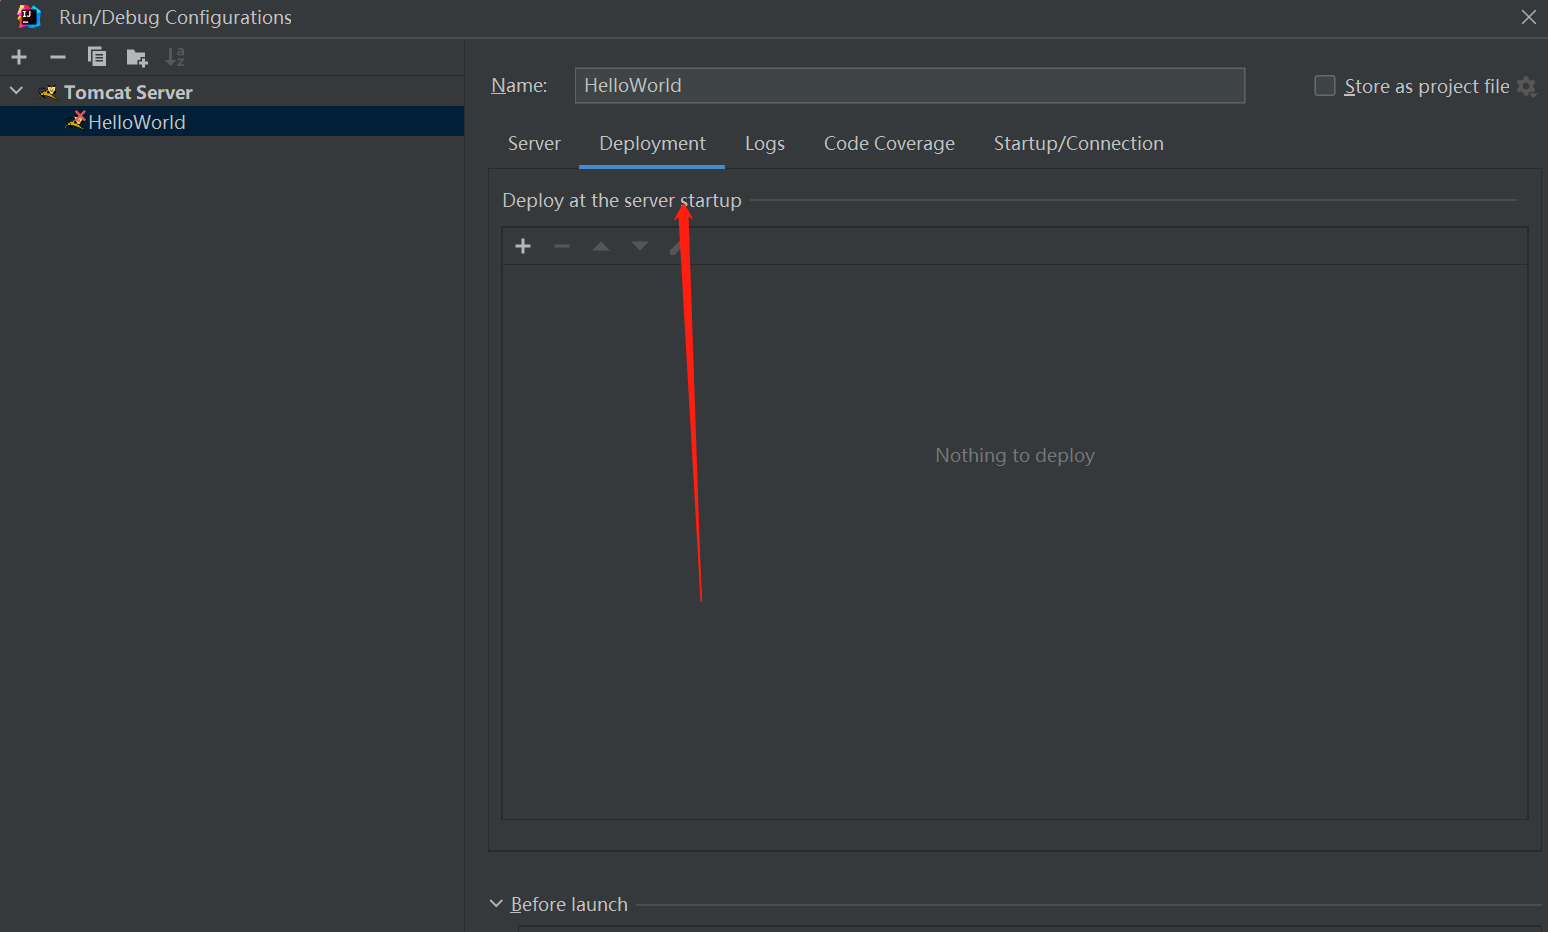 Run/Debug Configurations
Tomcat Server
HelloWorld
Name: HelloWorld Store as project file
Server Deployment Logs Code Coverage Startup/Connection
Deploy at the server startup
Nothing to deploy
Before launch